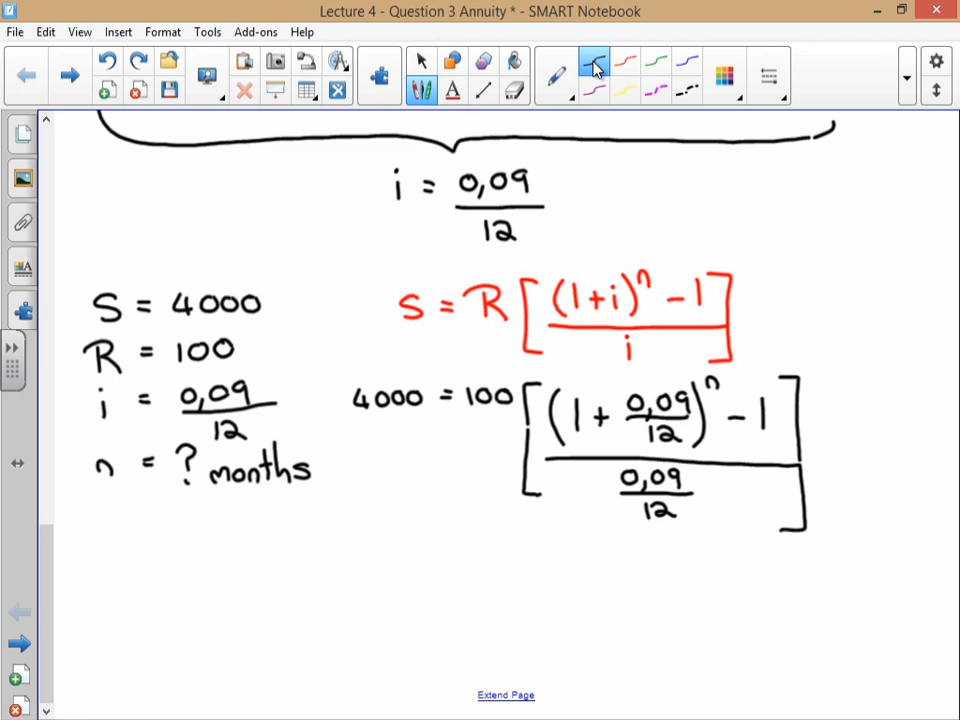 Lecture 4 - Question 3 Annuity * - SMART Notebook
File Edit View Insert Format Tools Add-ons Help
i = 0,09/12
S = 4000
R = 100
i = 0,09/12
n = ? months
S = R [ ((1+i)^n - 1) / i ]
4000 = 100 [ ((1 + 0,09/12)^n - 1) / (0,09/12) ]
Extend Page